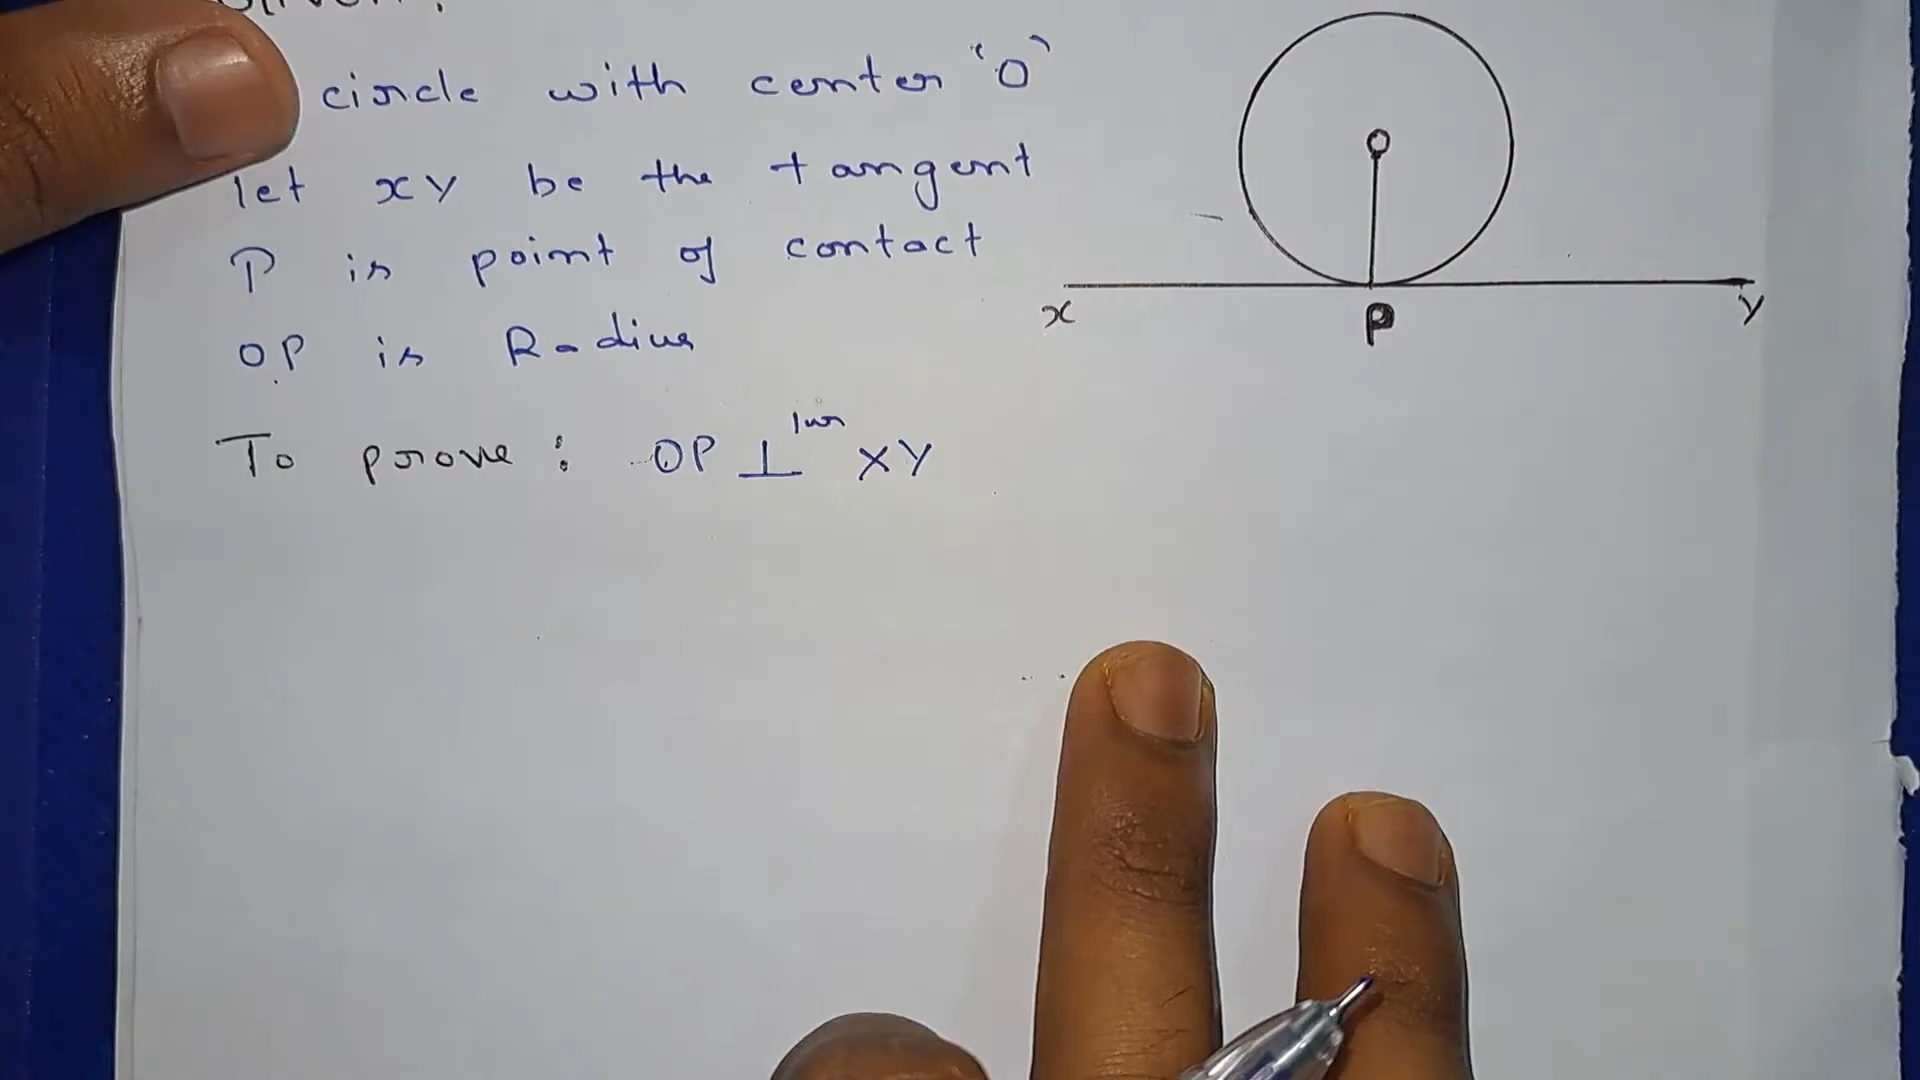 circle with center 'O'
let xy be the tangent
P is point of contact
OP is Radius
To prove : OP ⊥ lur XY
O
x P y